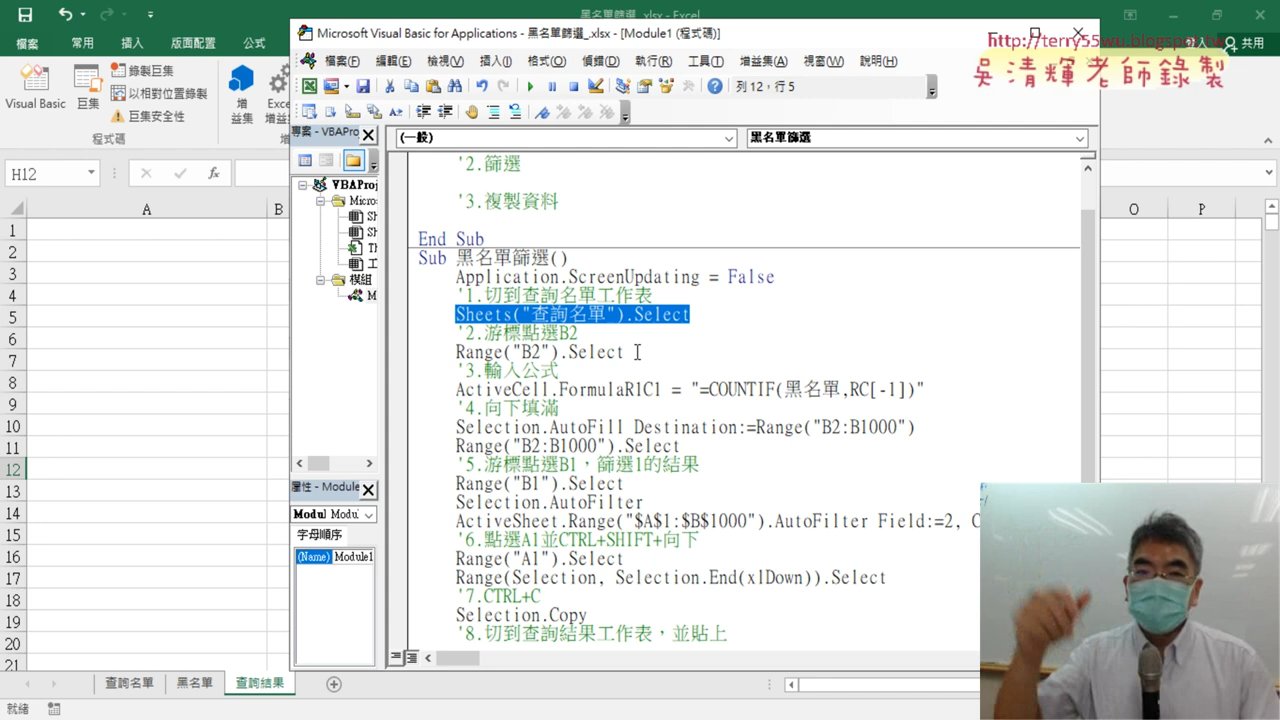 黑名單篩選_.xlsx - Excel
檔案 常用 插入 版面配置 公式
共用
http://terry55wu.blogspot.tw
吳清輝老師錄製
Visual Basic
巨集
錄製巨集
以相對位置錄製
巨集安全性
程式碼
增益集
H12
A B O P
1
2
3
4
5
6
7
8
9
10
11
12
13
14
15
16
17
18
19
20
21
Microsoft Visual Basic for Applications - 黑名單篩選_.xlsx - [Module1 (程式碼)]
檔案(F) 編輯(E) 檢視(V) 插入(I) 格式(O) 偵錯(D) 執行(R) 工具(T) 增益集(A) 視窗(W) 說明(H)
列 12，行 5
專案 - VBAPro
VBAProj
模組
屬性 - Module
Modul Modu
字母順序
(Name) Module1
(一般) 黑名單篩選
'2.篩選
'3.複製資料
End Sub
Sub 黑名單篩選()
Application.ScreenUpdating = False
'1.切到查詢名單工作表
Sheets("查詢名單").Select
'2.游標點選B2
Range("B2").Select
'3.輸入公式
ActiveCell.FormulaR1C1 = "=COUNTIF(黑名單,RC[-1])"
'4.向下填滿
Selection.AutoFill Destination:=Range("B2:B1000")
Range("B2:B1000").Select
'5.游標點選B1，篩選1的結果
Range("B1").Select
Selection.AutoFilter
ActiveSheet.Range("$A$1:$B$1000").AutoFilter Field:=2, C
'6.點選A1並CTRL+SHIFT+向下
Range("A1").Select
Range(Selection, Selection.End(xlDown)).Select
'7.CTRL+C
Selection.Copy
'8.切到查詢結果工作表，並貼上
查詢名單 黑名單 查詢結果
就緒